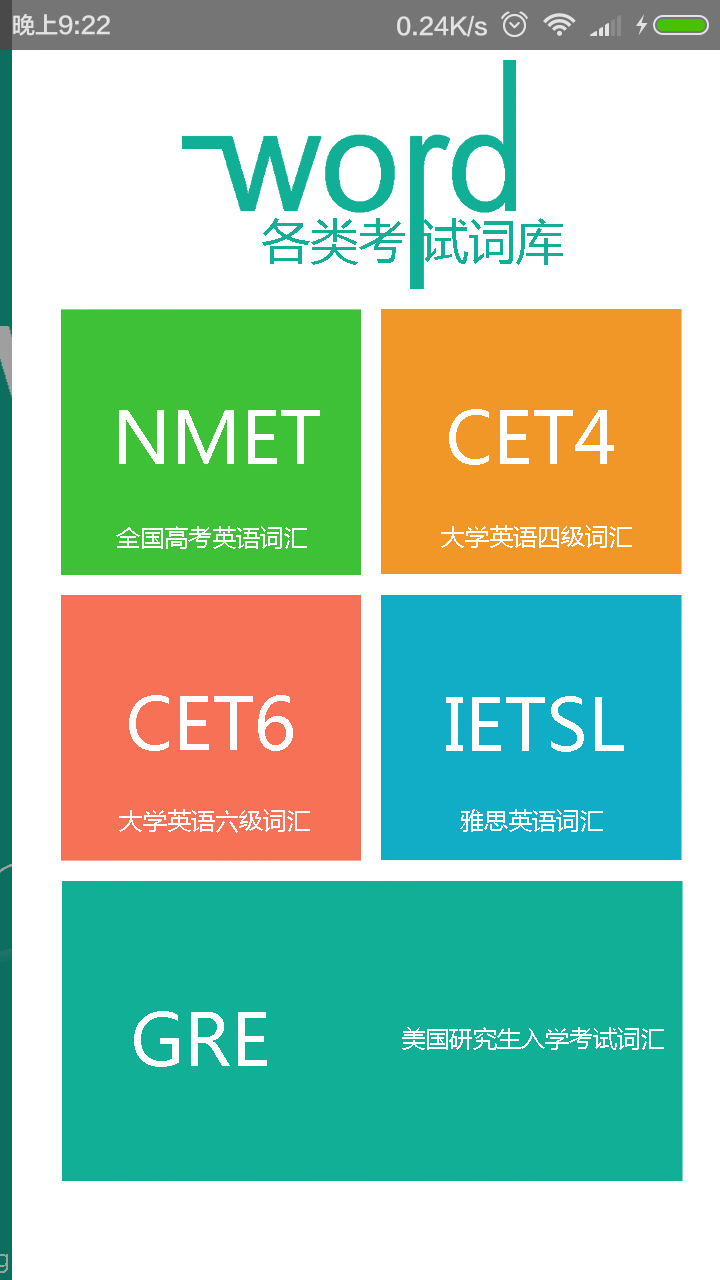 晚上9:22
0.24K/s
word
各类考试词库
NMET
全国高考英语词汇
CET4
大学英语四级词汇
CET6
大学英语六级词汇
IETSL
雅思英语词汇
GRE
美国研究生入学考试词汇
g